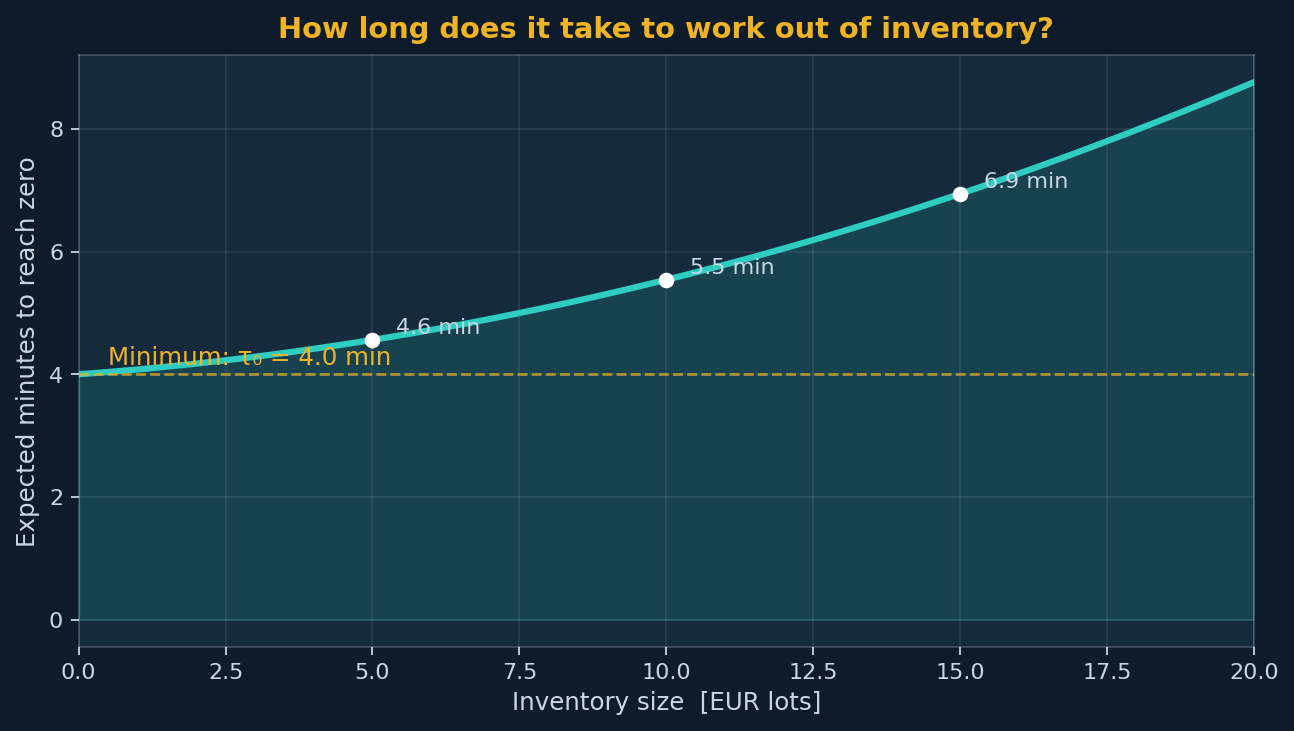 How long does it take to work out of inventory?
Expected minutes to reach zero
8
6
4
2
0
6.9 min
5.5 min
4.6 min
Minimum: τ₀ = 4.0 min
0.0 2.5 5.0 7.5 10.0 12.5 15.0 17.5 20.0
Inventory size [EUR lots]